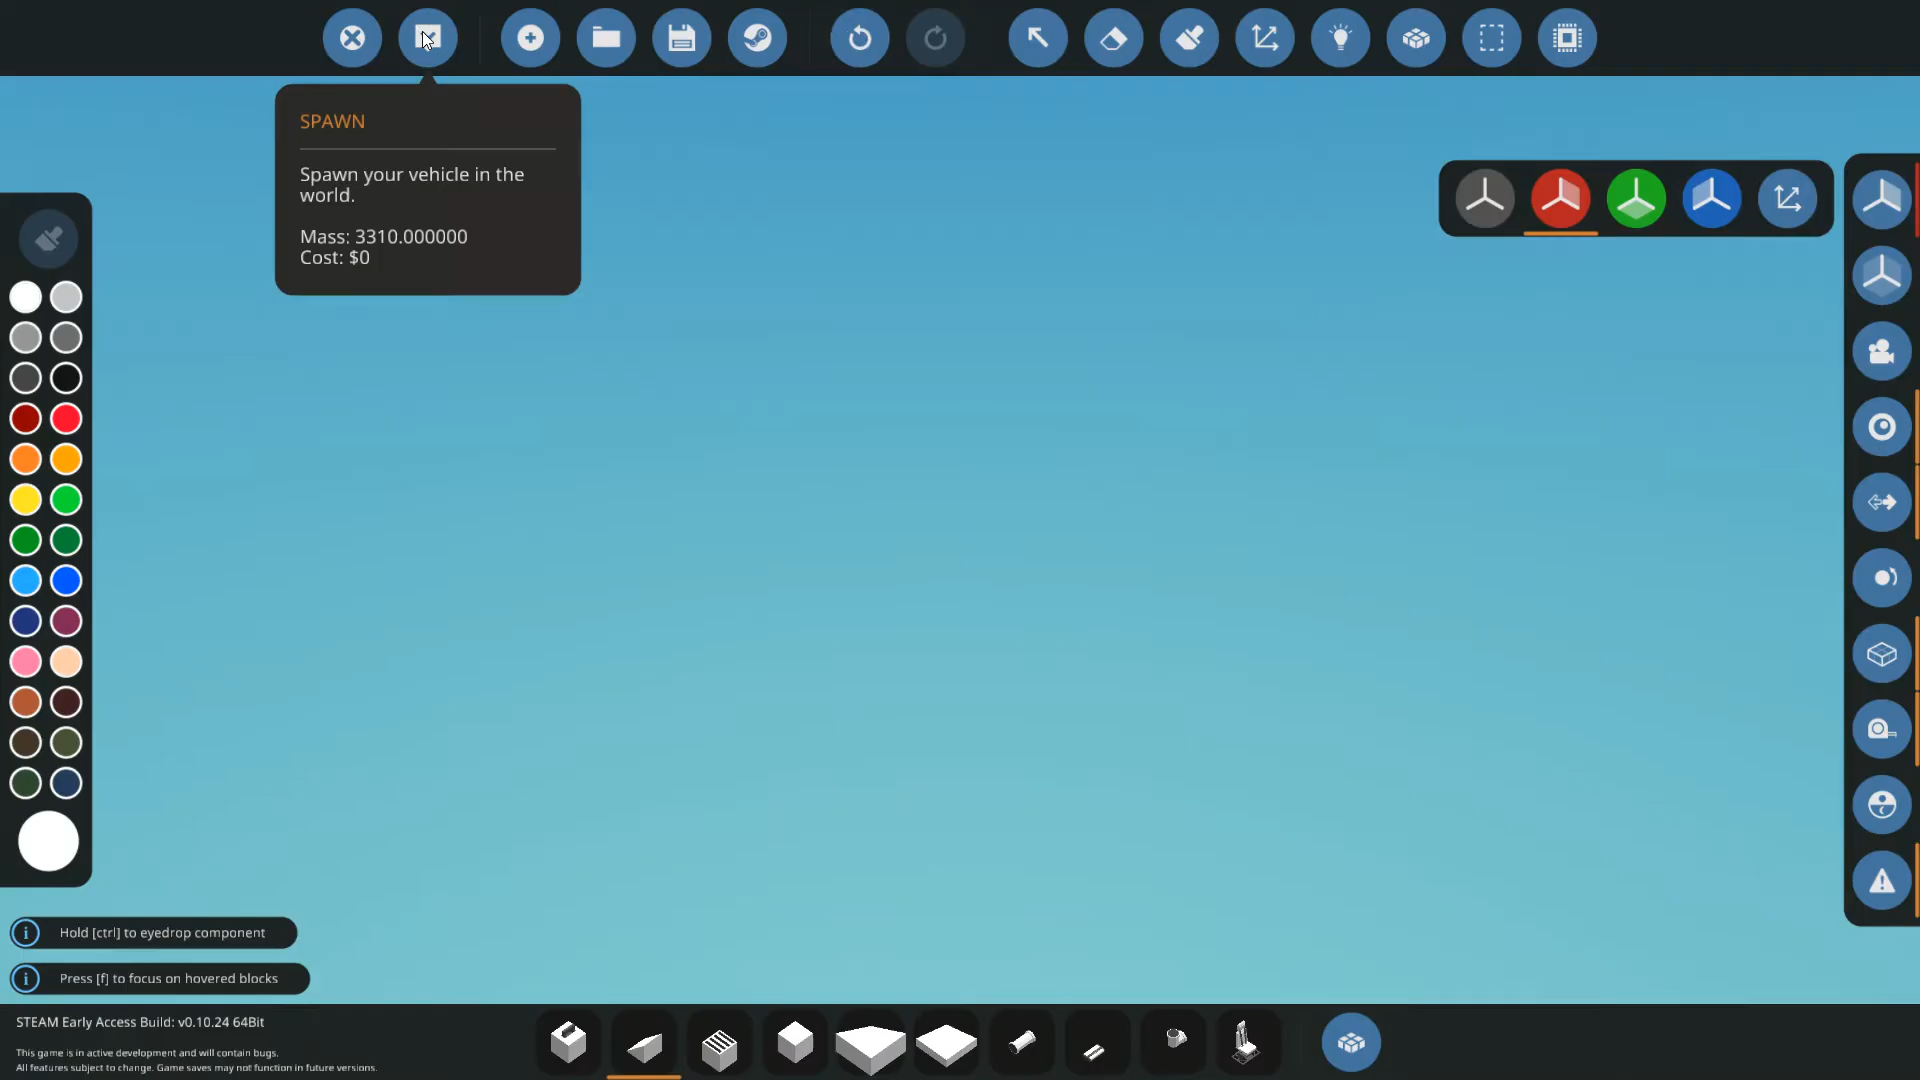 SPAWN
Spawn your vehicle in the
world.
Mass: 3310.000000
Cost: $0
Hold [ctrl] to eyedrop component
Press [f] to focus on hovered blocks
STEAM Early Access Build: v0.10.24 64Bit
This game is in active development and will contain bugs.
All features subject to change. Game saves may not function in future versions.